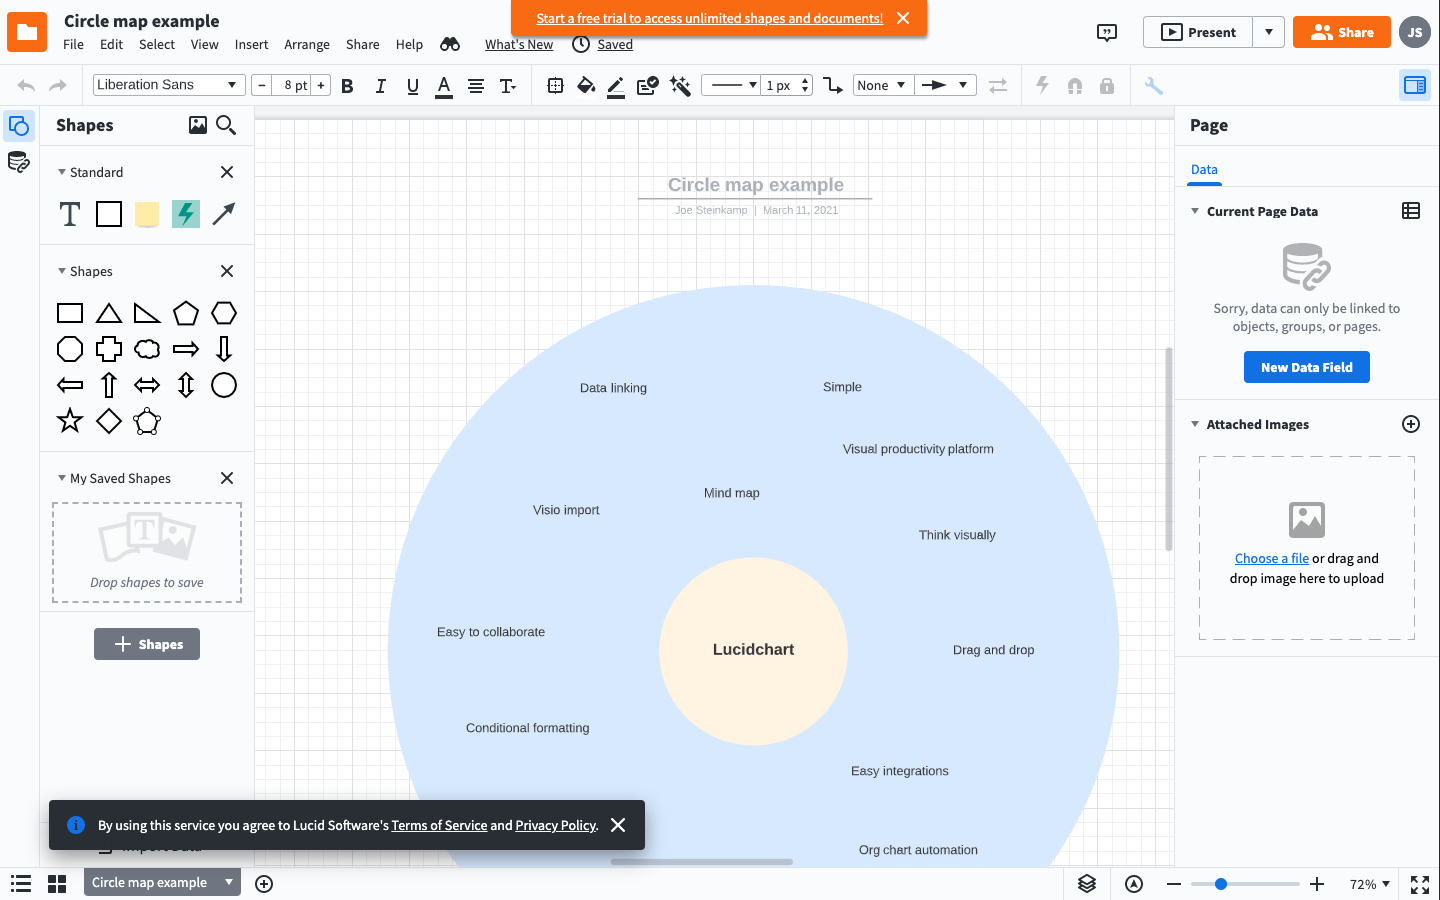 Circle map example
Start a free trial to access unlimited shapes and documents!
File Edit Select View Insert Arrange Share Help What's New Saved
Present
Share
JS
Liberation Sans
8 pt
B I U A T
1 px
None
Shapes
Standard
T
Shapes
My Saved Shapes
T
Drop shapes to save
Shapes
Circle map example
Joe Steinkamp | March 11, 2021
Data linking
Simple
Visual productivity platform
Mind map
Visio import
Think visually
Easy to collaborate
Lucidchart
Drag and drop
Conditional formatting
Easy integrations
Org chart automation
Page
Data
Current Page Data
Sorry, data can only be linked to
objects, groups, or pages.
New Data Field
Attached Images
Choose a file or drag and
drop image here to upload
By using this service you agree to Lucid Software's Terms of Service and Privacy Policy.
Circle map example
72%